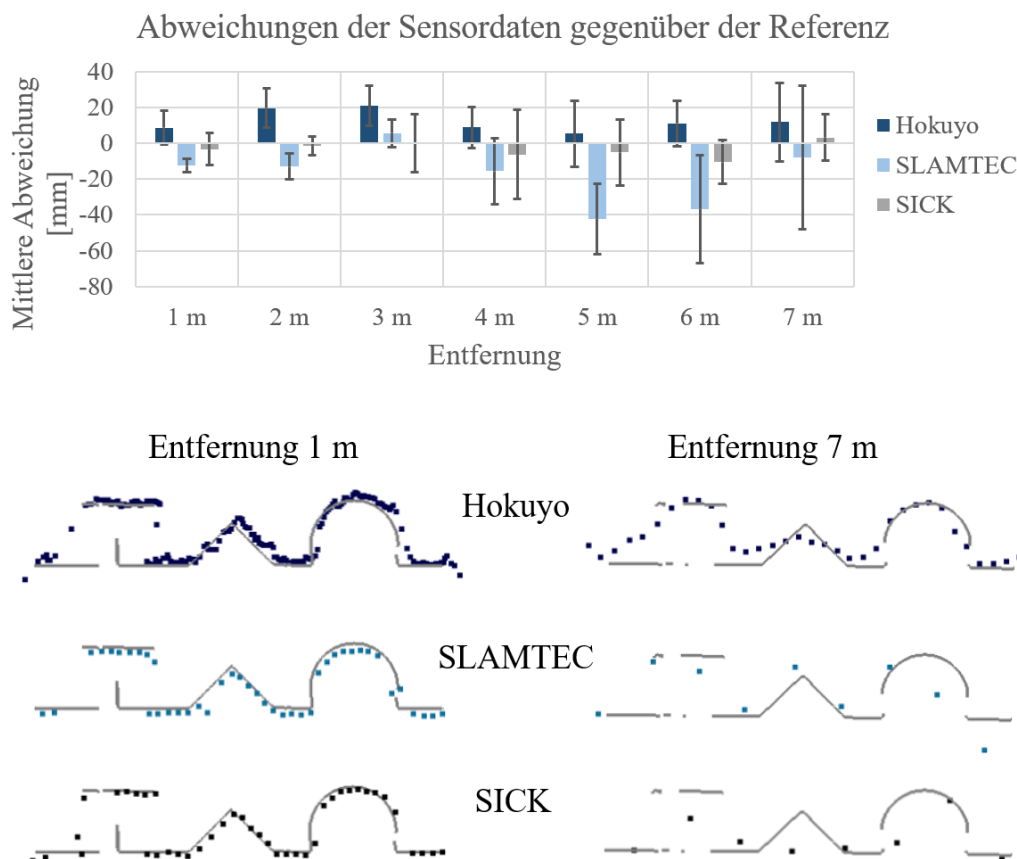 Abweichungen der Sensordaten gegenüber der Referenz
Mittlere Abweichung
[mm]
40
20
0
-20
-40
-60
-80
1 m 2 m 3 m 4 m 5 m 6 m 7 m
Entfernung
Hokuyo
SLAMTEC
SICK
Entfernung 1 m Entfernung 7 m
Hokuyo
SLAMTEC
SICK